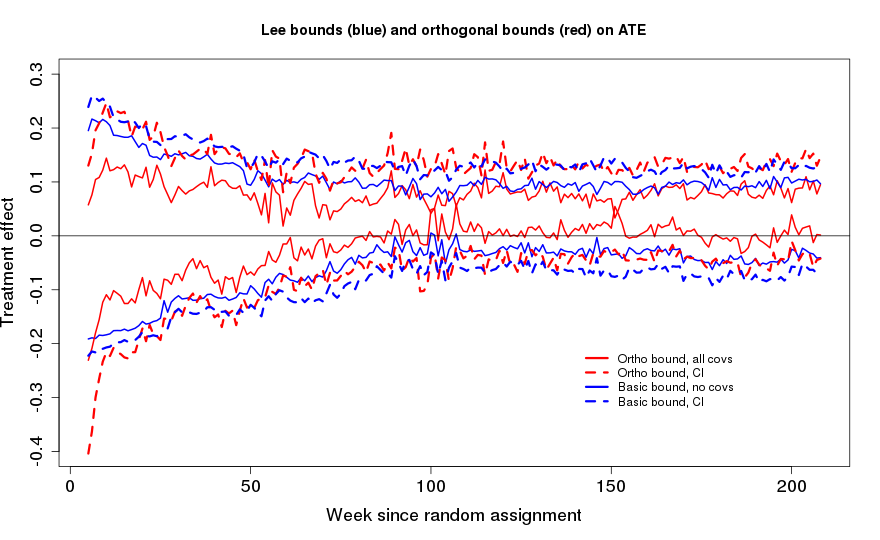 Lee bounds (blue) and orthogonal bounds (red) on ATE
Treatment effect
0.3
0.2
0.1
0.0
-0.1
-0.2
-0.3
-0.4
Ortho bound, all covs
Ortho bound, CI
Basic bound, no covs
Basic bound, CI
0 50 100 150 200
Week since random assignment